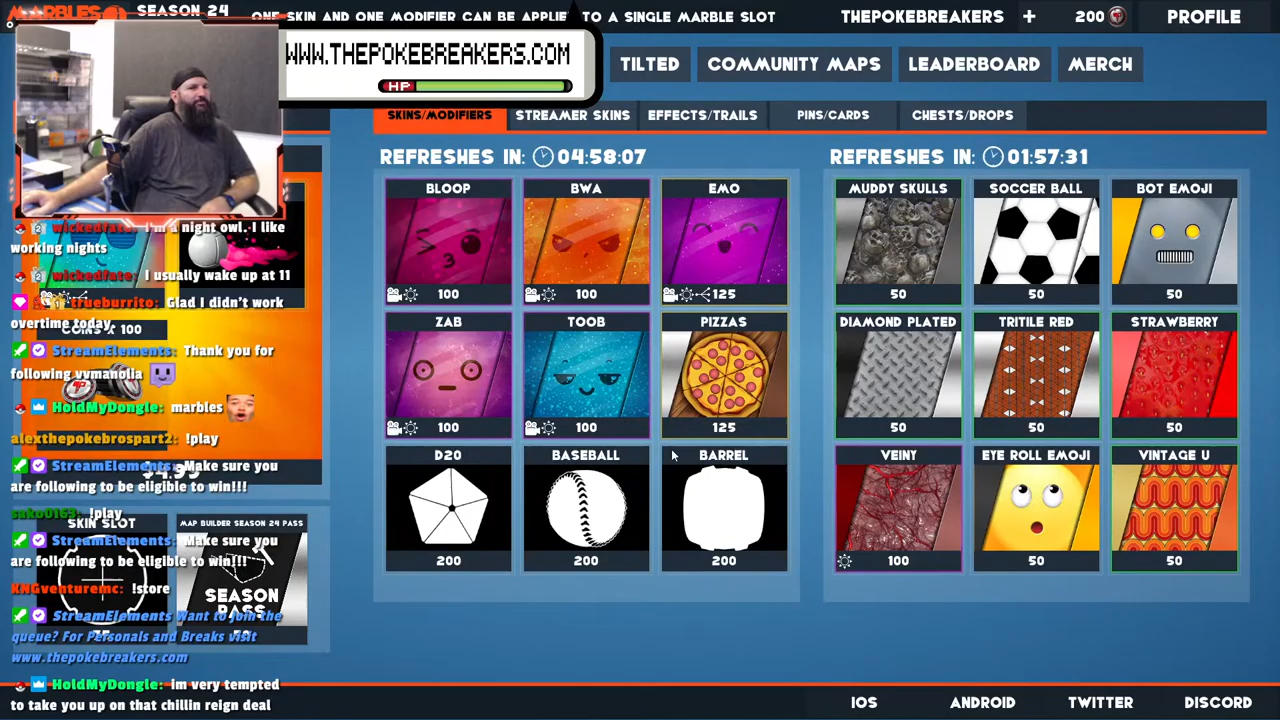 MARBLES
SEASON 24
ONE SKIN AND ONE MODIFIER CAN BE APPLIED TO A SINGLE MARBLE SLOT
THEPOKEBREAKERS
200
PROFILE
WWW.THEPOKEBREAKERS.COM
HP
TILTED
COMMUNITY MAPS
LEADERBOARD
MERCH
SKINS/MODIFIERS
STREAMER SKINS
EFFECTS/TRAILS
PINS/CARDS
CHESTS/DROPS
REFRESHES IN: 04:58:07
REFRESHES IN: 01:57:31
BLOOP
BWA
EMO
MUDDY SKULLS
SOCCER BALL
BOT EMOJI
100
100
125
50
50
50
ZAB
TOOB
PIZZAS
DIAMOND PLATED
TRITILE RED
STRAWBERRY
100
100
125
50
50
50
D20
BASEBALL
BARREL
VEINY
EYE ROLL EMOJI
VINTAGE U
200
200
200
100
50
50
wickedfate: I'm a night owl. I like
working nights
wickedfate: I usually wake up at 11
trueburrito: Glad I didn't work
overtime today
COINS X 100
StreamElements: Thank you for
following vvmanolia
HoldMyDongle: marbles
alexthepokebrospart2: !play
StreamElements: Make sure you
are following to be eligible to win!!!
sako0163: !play
SKIN SLOT
MAP BUILDER SEASON 24 PASS
StreamElements: Make sure you
are following to be eligible to win!!!
KNGventuremc: !store
SEASON
PASS
StreamElements Want to join the
queue? For Personals and Breaks visit
www.thepokebreakers.com
HoldMyDongle: im very tempted
to take you up on that chillin reign deal
IOS
ANDROID
TWITTER
DISCORD